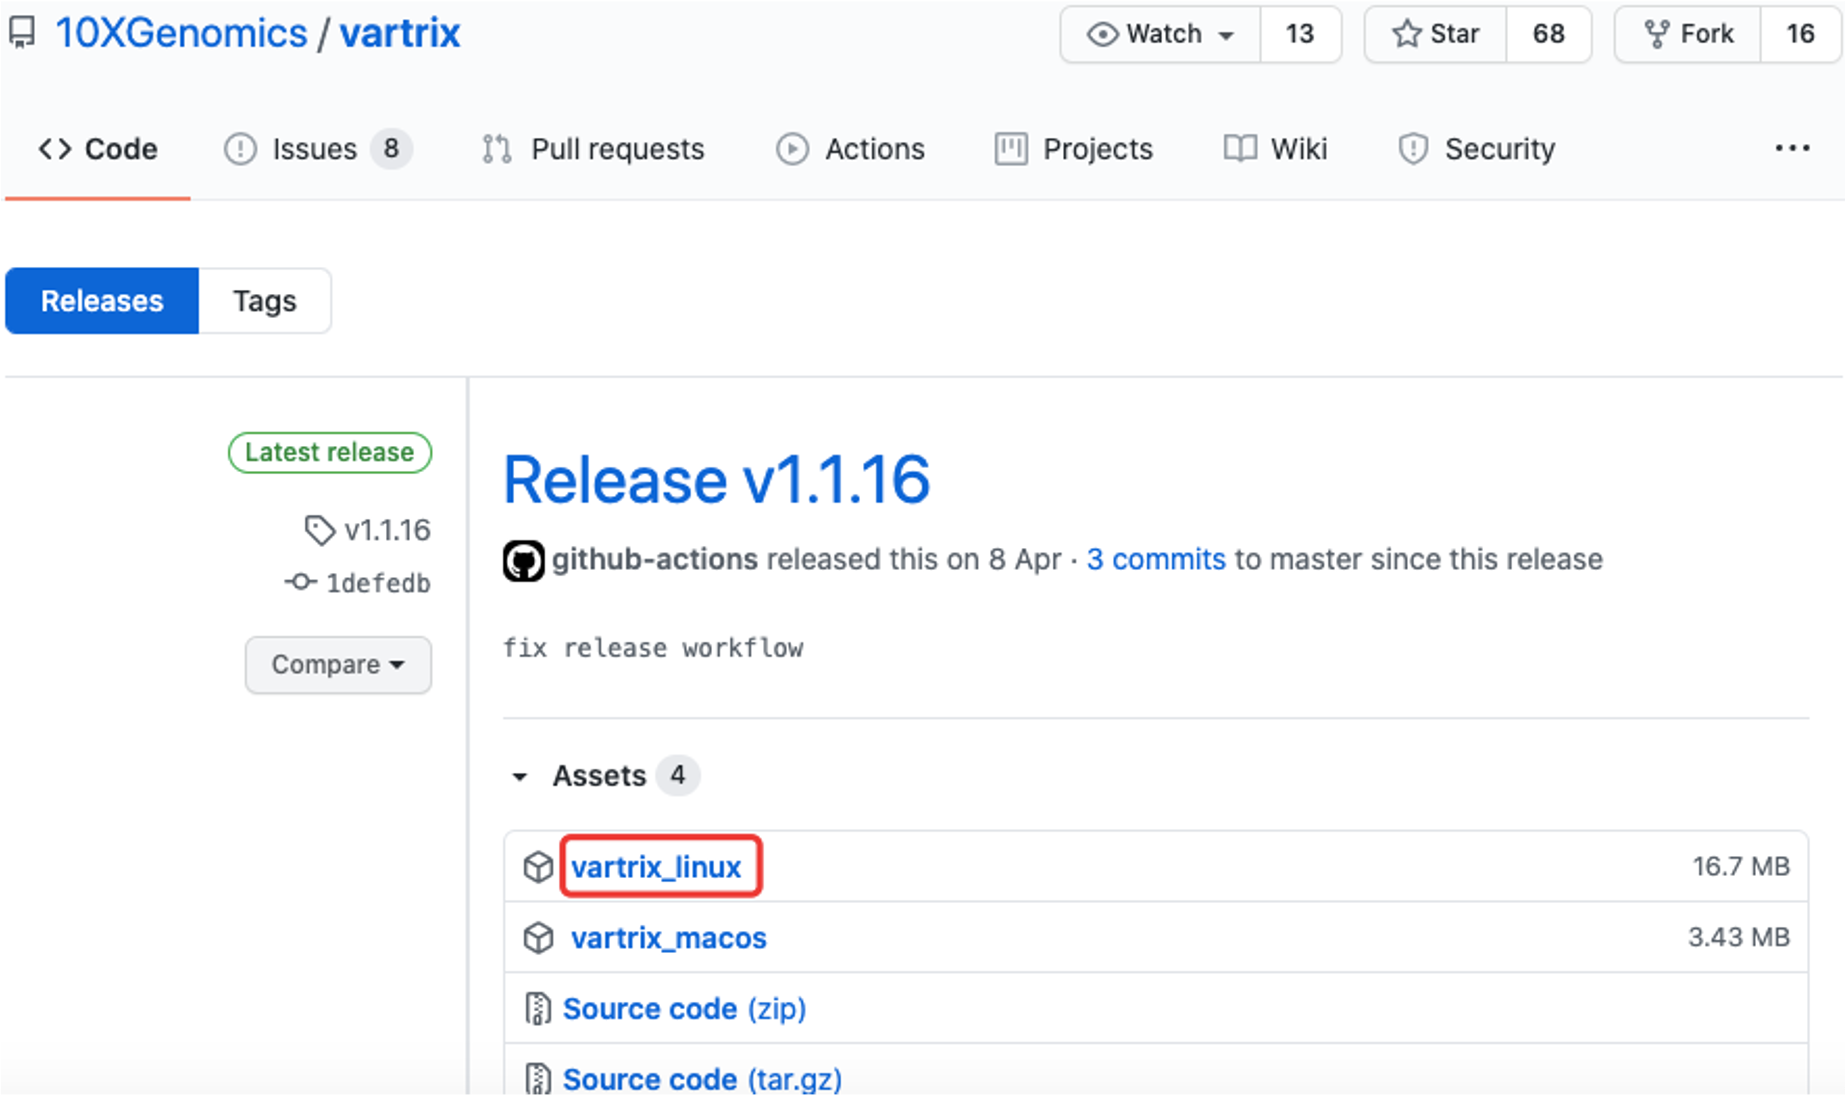 10XGenomics / vartrix Watch 13 Star 68 Fork 16
Code Issues 8 Pull requests Actions Projects Wiki Security ...
Releases Tags
Latest release
v1.1.16
1defedb
Compare
Release v1.1.16
github-actions released this on 8 Apr · 3 commits to master since this release
fix release workflow
Assets 4
vartrix_linux 16.7 MB
vartrix_macos 3.43 MB
Source code (zip)
Source code (tar.gz)